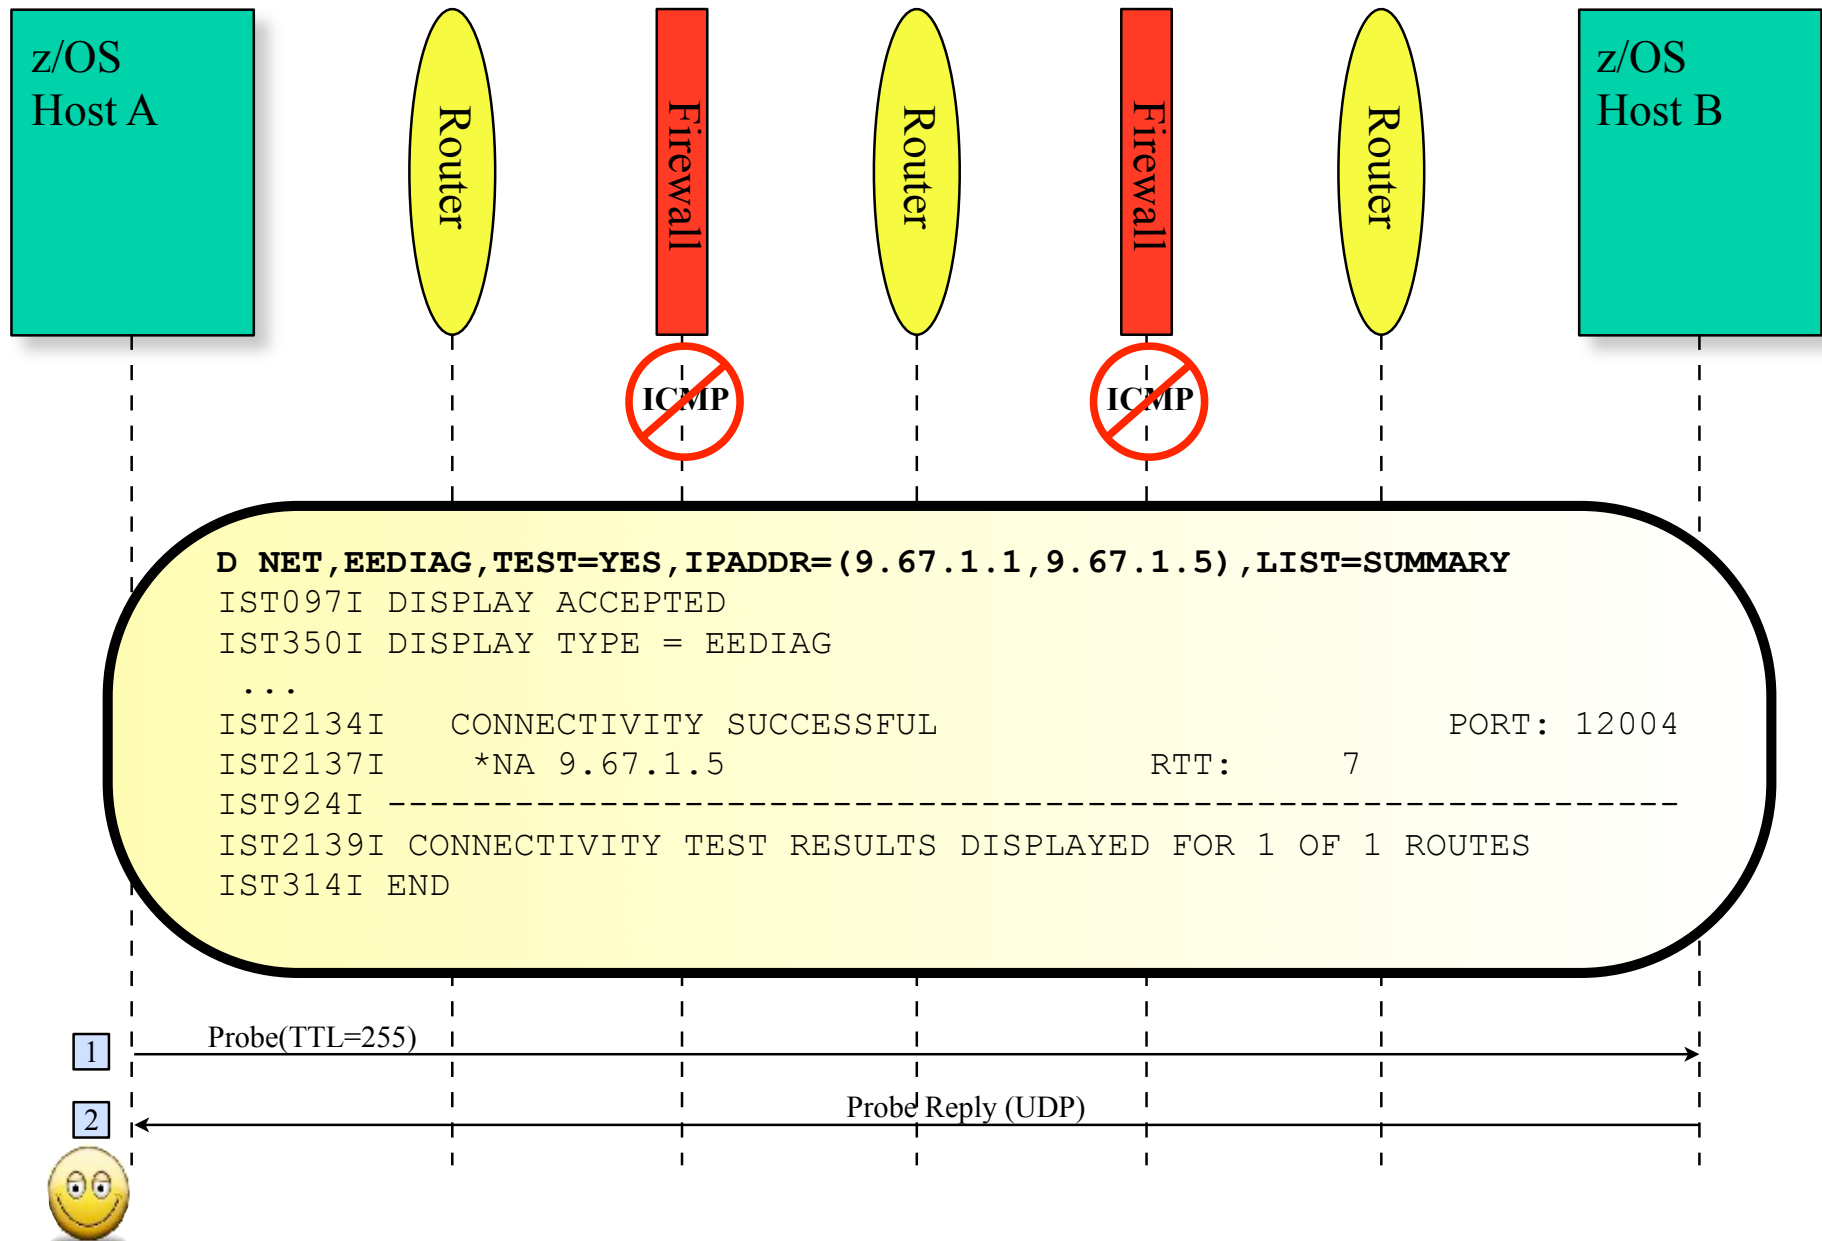 z/OS
Host A
Router
Firewall
Router
Firewall
Router
z/OS
Host B
ICMP
ICMP
D NET,EEDIAG,TEST=YES,IPADDR=(9.67.1.1,9.67.1.5),LIST=SUMMARY
IST097I DISPLAY ACCEPTED
IST350I DISPLAY TYPE = EEDIAG
...
IST2134I CONNECTIVITY SUCCESSFUL PORT: 12004
IST2137I *NA 9.67.1.5 RTT: 7
IST924I -------------------------------------------------------------
IST2139I CONNECTIVITY TEST RESULTS DISPLAYED FOR 1 OF 1 ROUTES
IST314I END
1 Probe(TTL=255)
2 Probe Reply (UDP)